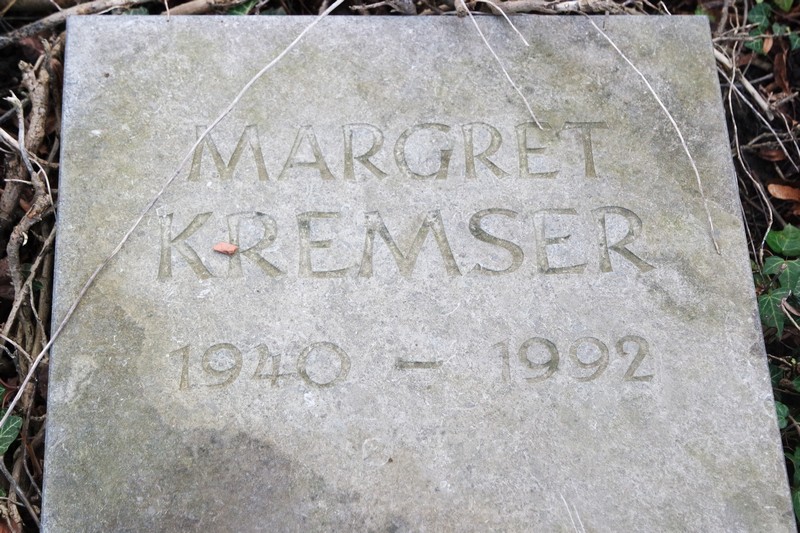 MARGRET
KREMSER
1940 – 1992